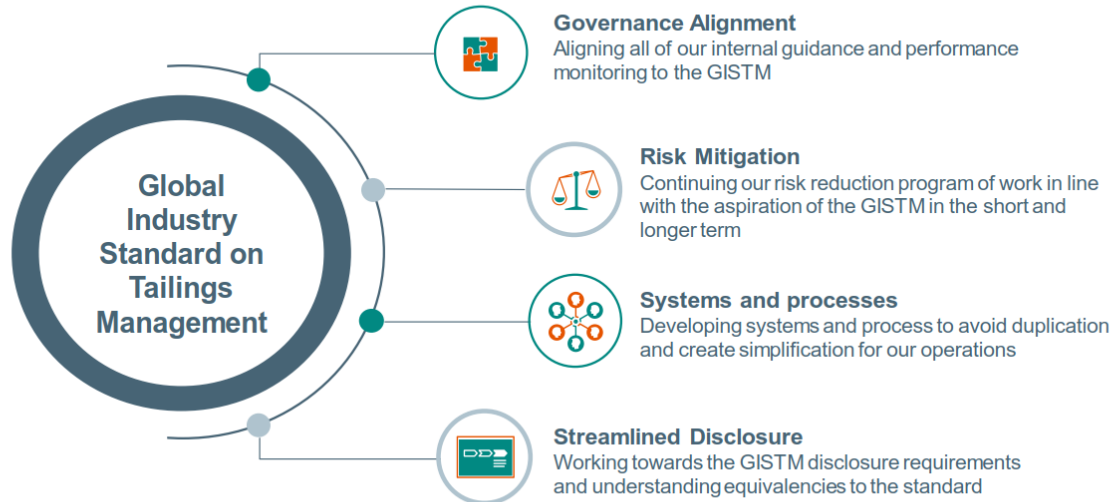 Global
Industry
Standard on
Tailings
Management
Governance Alignment
Aligning all of our internal guidance and performance
monitoring to the GISTM
Risk Mitigation
Continuing our risk reduction program of work in line
with the aspiration of the GISTM in the short and
longer term
Systems and processes
Developing systems and process to avoid duplication
and create simplification for our operations
Streamlined Disclosure
Working towards the GISTM disclosure requirements
and understanding equivalencies to the standard